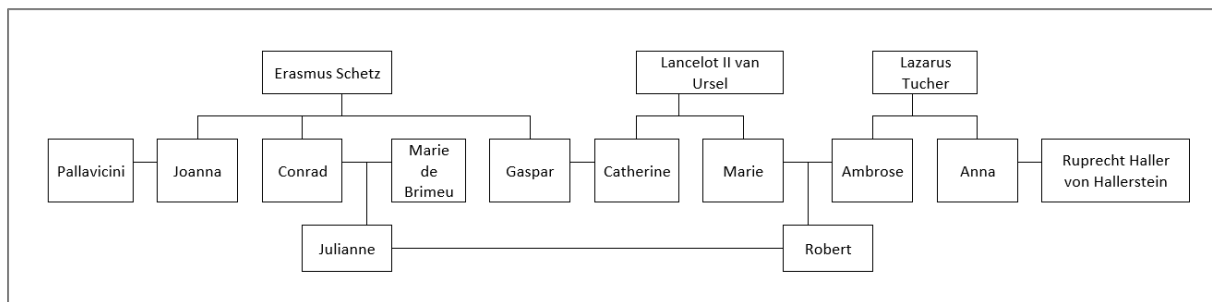 Erasmus Schetz
Lancelot II van
Ursel
Lazarus
Tucher
Pallavicini
Joanna
Conrad
Marie
de
Brimeu
Gaspar
Catherine
Marie
Ambrose
Anna
Ruprecht Haller
von Hallerstein
Julianne
Robert